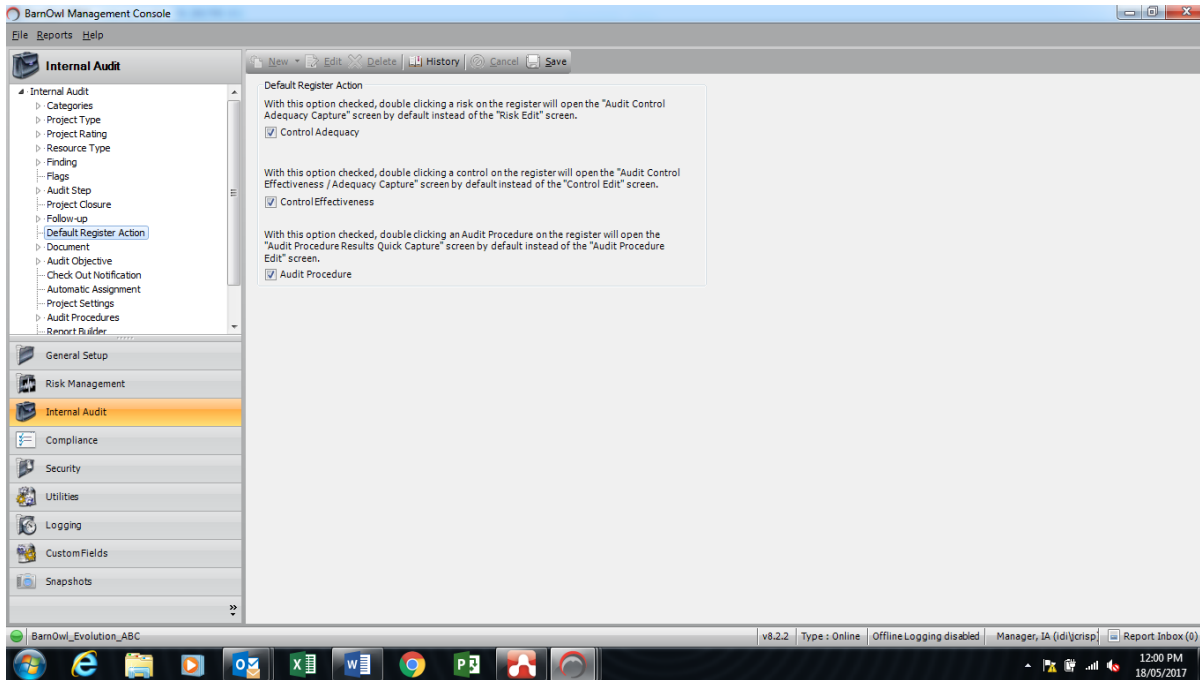 BarnOwl Management Console
File Reports Help
Internal Audit
New Edit Delete History Cancel Save
Internal Audit
Categories
Project Type
Project Rating
Resource Type
Finding
Flags
Audit Step
Project Closure
Follow-up
Default Register Action
Document
Audit Objective
Check Out Notification
Automatic Assignment
Project Settings
Audit Procedures
Report Builder
Default Register Action
With this option checked, double clicking a risk on the register will open the "Audit Control
Adequacy Capture" screen by default instead of the "Risk Edit" screen.
Control Adequacy
With this option checked, double clicking a control on the register will open the "Audit Control
Effectiveness / Adequacy Capture" screen by default instead of the "Control Edit" screen.
Control Effectiveness
With this option checked, double clicking an Audit Procedure on the register will open the
"Audit Procedure Results Quick Capture" screen by default instead of the "Audit Procedure
Edit" screen.
Audit Procedure
General Setup
Risk Management
Internal Audit
Compliance
Security
Utilities
Logging
Custom Fields
Snapshots
BarnOwl_Evolution_ABC
v8.2.2 Type : Online Offline Logging disabled Manager, IA (idi\jcrisp) Report Inbox (0)
12:00 PM
18/05/2017